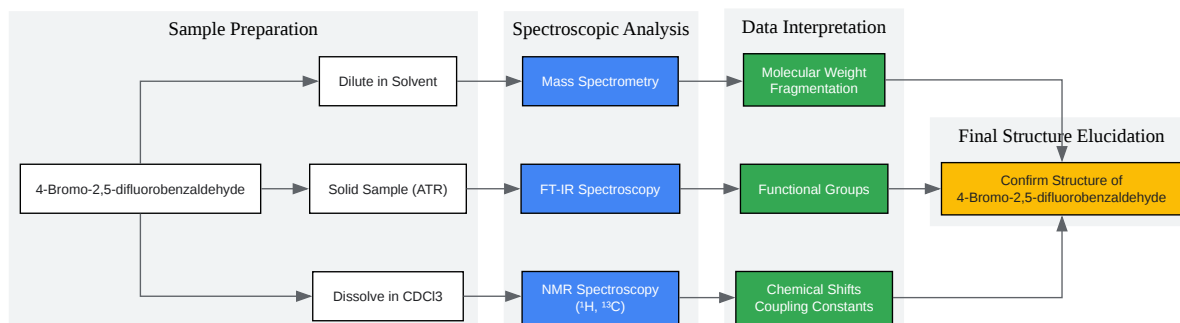 Sample Preparation
Spectroscopic Analysis
Data Interpretation
Dilute in Solvent
Mass Spectrometry
Molecular Weight
Fragmentation
Final Structure Elucidation
4-Bromo-2,5-difluorobenzaldehyde
Solid Sample (ATR)
FT-IR Spectroscopy
Functional Groups
Confirm Structure of
4-Bromo-2,5-difluorobenzaldehyde
Dissolve in CDCl3
NMR Spectroscopy
(¹H, ¹³C)
Chemical Shifts
Coupling Constants